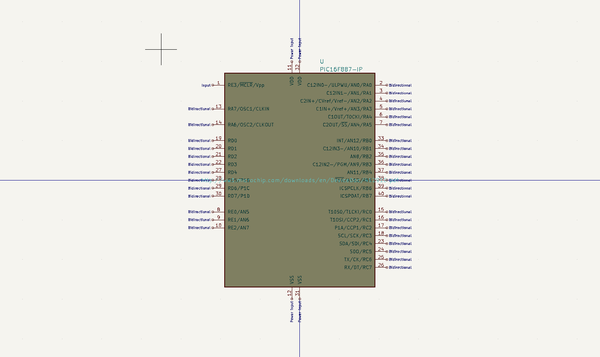 U
PIC16F887-IP
Power Input
Power Input
11
32
VDD
VDD
Input
1
RE3/MCLR/Vpp
Bidirectional
13
RA7/OSC1/CLKIN
Bidirectional
14
RA6/OSC2/CLKOUT
Bidirectional
19
RD0
Bidirectional
20
RD1
Bidirectional
21
RD2
Bidirectional
22
RD3
Bidirectional
27
RD4
Bidirectional
28
Bidirectional
29
RD6/P1C
Bidirectional
30
RD7/P1D
Bidirectional
8
RE0/AN5
Bidirectional
9
RE1/AN6
Bidirectional
10
RE2/AN7
C12IN0-/ULPWU/AN0/RA0
2
Bidirectional
C12IN1-/AN1/RA1
3
Bidirectional
C2IN+/CVref/Vref-/AN2/RA2
4
Bidirectional
C1IN+/Vref+/AN3/RA3
5
Bidirectional
C1OUT/T0CKI/RA4
6
Bidirectional
C2OUT/SS/AN4/RA5
7
Bidirectional
INT/AN12/RB0
33
Bidirectional
C12IN3-/AN10/RB1
34
Bidirectional
AN8/RB2
35
Bidirectional
C12IN2-/PGM/AN9/RB3
36
Bidirectional
AN11/RB4
37
Bidirectional
38
Bidirectional
ICSPCLK/RB6
39
Bidirectional
ICSPDAT/RB7
40
Bidirectional
T1OSO/T1CKI/RC0
15
Bidirectional
T1OSI/CCP2/RC1
16
Bidirectional
P1A/CCP1/RC2
17
Bidirectional
SCL/SCK/RC3
18
Bidirectional
SDA/SDI/RC4
23
Bidirectional
SDO/RC5
24
Bidirectional
TX/CK/RC6
25
Bidirectional
RX/DT/RC7
26
Bidirectional
VSS
VSS
12
31
Power Input
Power Input